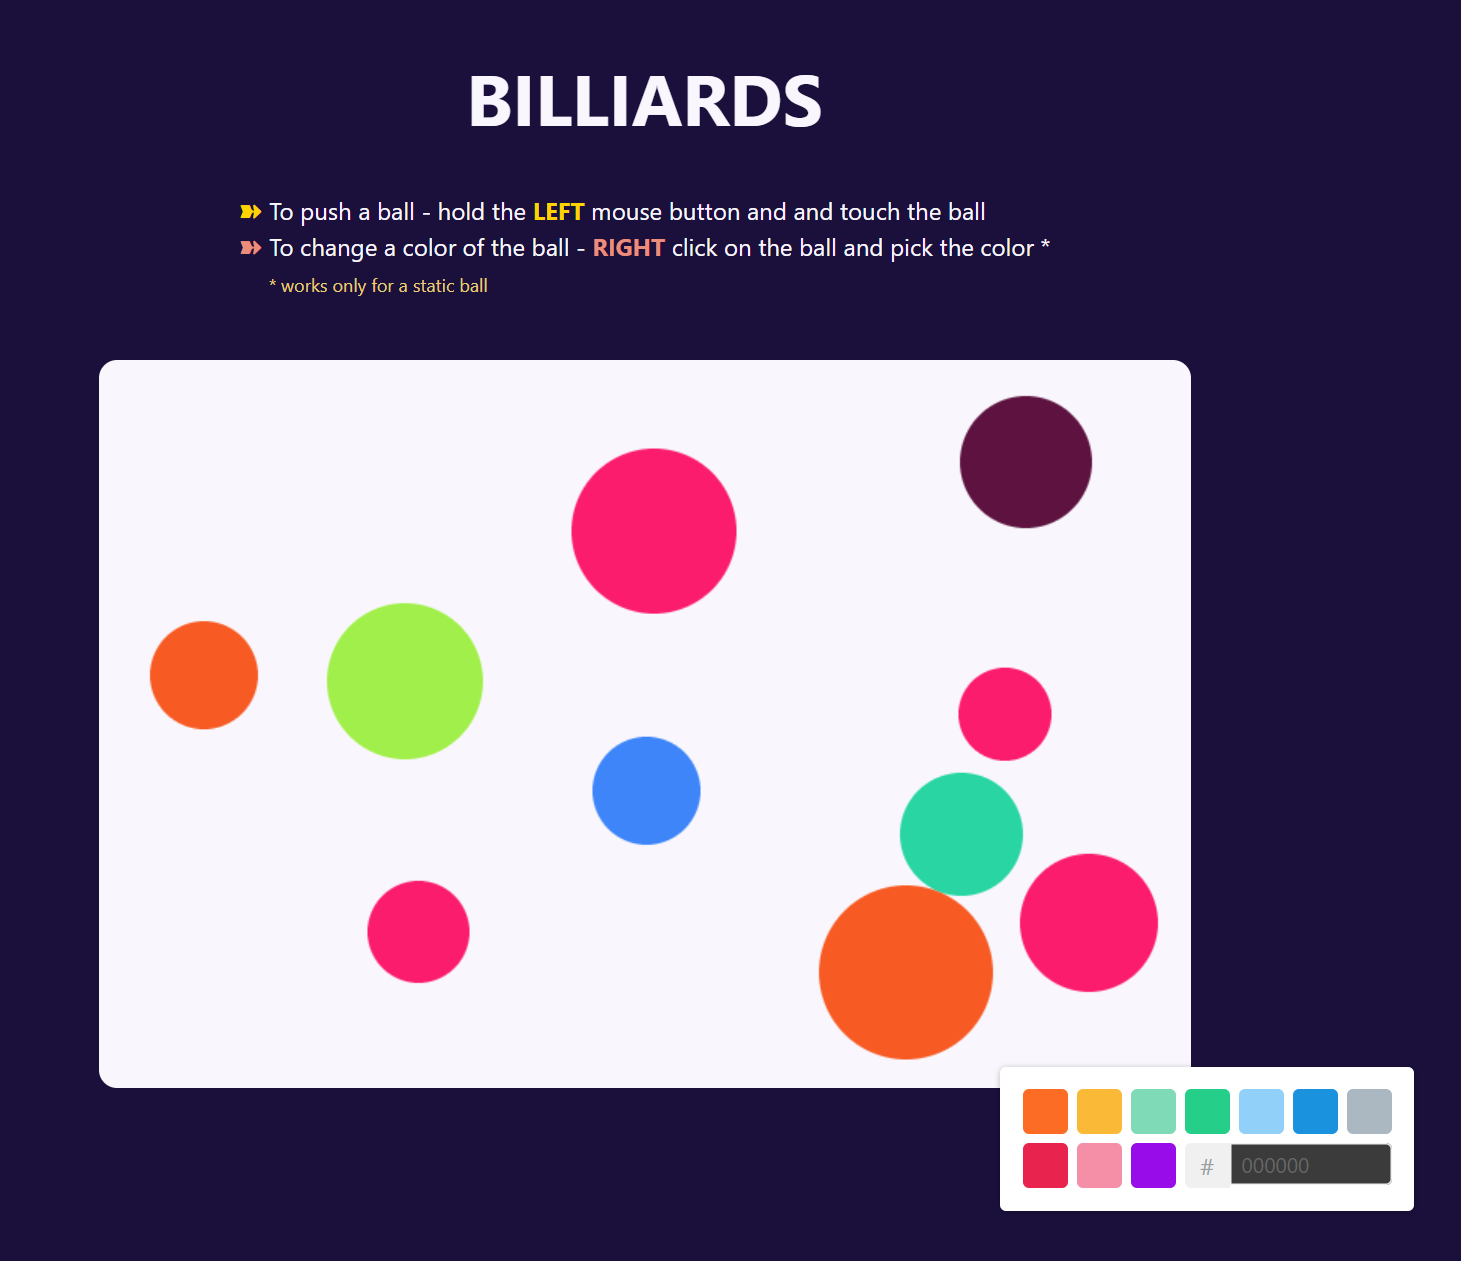 BILLIARDS
To push a ball - hold the LEFT mouse button and and touch the ball
To change a color of the ball - RIGHT click on the ball and pick the color *
* works only for a static ball
# 000000